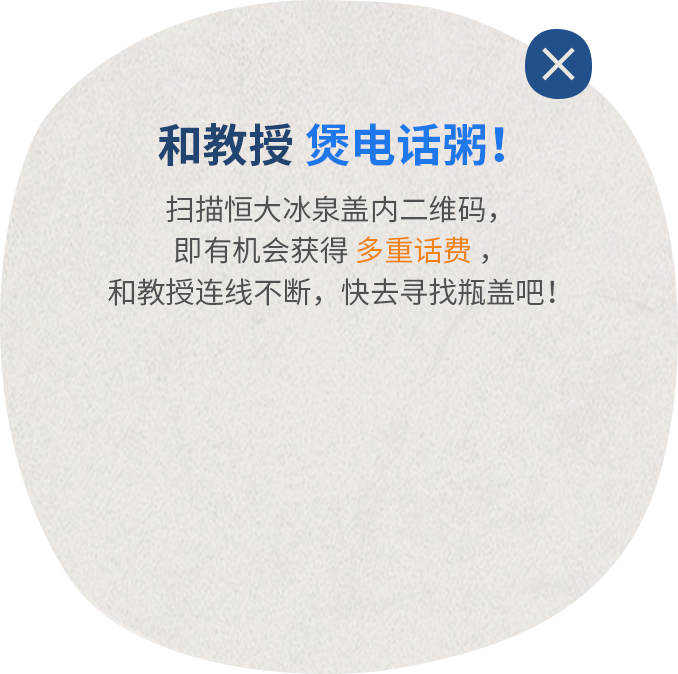 和教授 煲电话粥！
扫描恒大冰泉盖内二维码，
即有机会获得 多重话费 ，
和教授连线不断，快去寻找瓶盖吧！